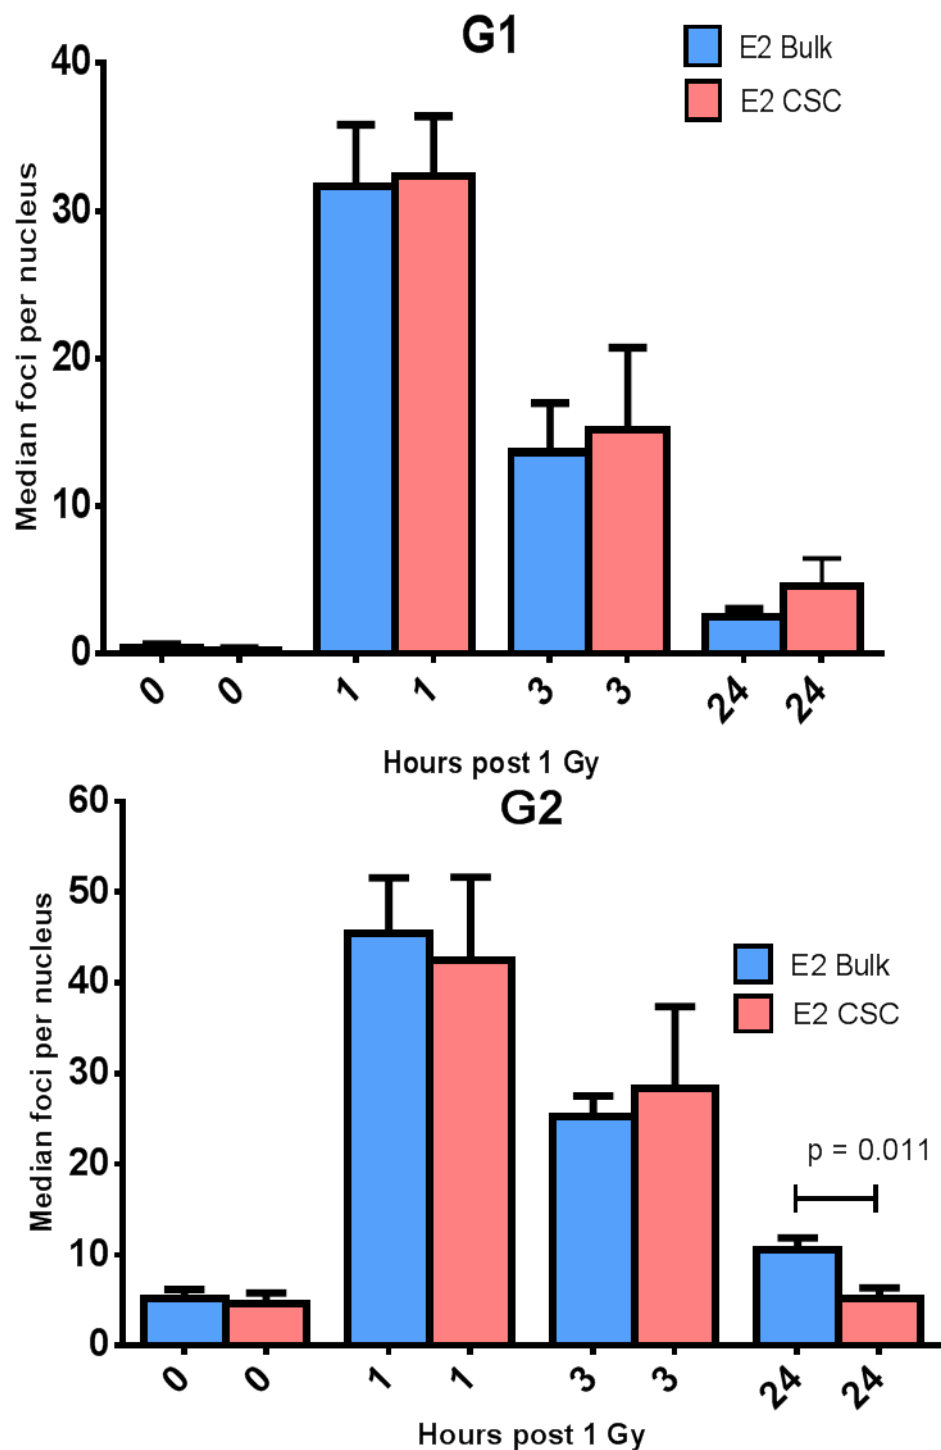 G1
E2 Bulk
E2 CSC
Median foci per nucleus
40
30
20
10
0
0 0 1 1 3 3 24 24
Hours post 1 Gy
G2
E2 Bulk
E2 CSC
Median foci per nucleus
60
50
40
30
20
10
0
p = 0.011
0 0 1 1 3 3 24 24
Hours post 1 Gy